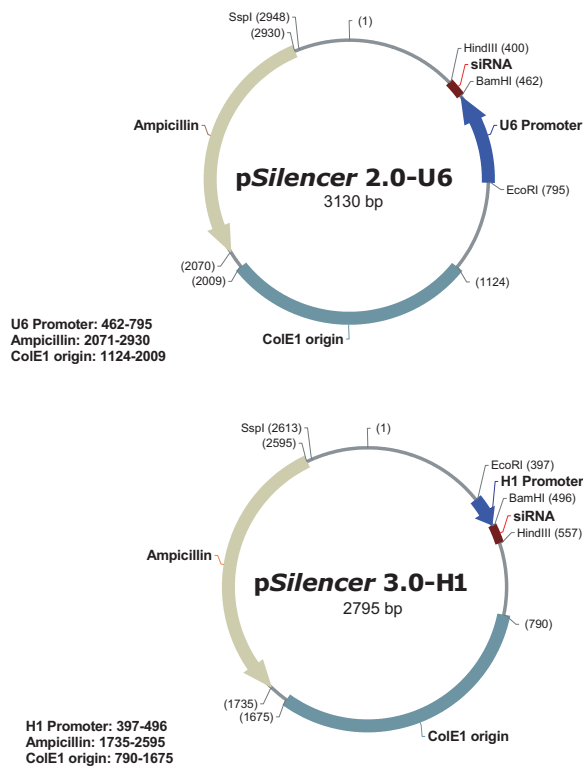 SspI (2948)
(2930)
(1)
HindIII (400)
siRNA
BamHI (462)
U6 Promoter
Ampicillin
pSilencer 2.0-U6
3130 bp
EcoRI (795)
(2070)
(2009)
(1124)
ColE1 origin
U6 Promoter: 462-795
Ampicillin: 2071-2930
ColE1 origin: 1124-2009
SspI (2613)
(2595)
(1)
EcoRI (397)
H1 Promoter
BamHI (496)
siRNA
HindIII (557)
Ampicillin
pSilencer 3.0-H1
2795 bp
(790)
(1735)
(1675)
ColE1 origin
H1 Promoter: 397-496
Ampicillin: 1735-2595
ColE1 origin: 790-1675